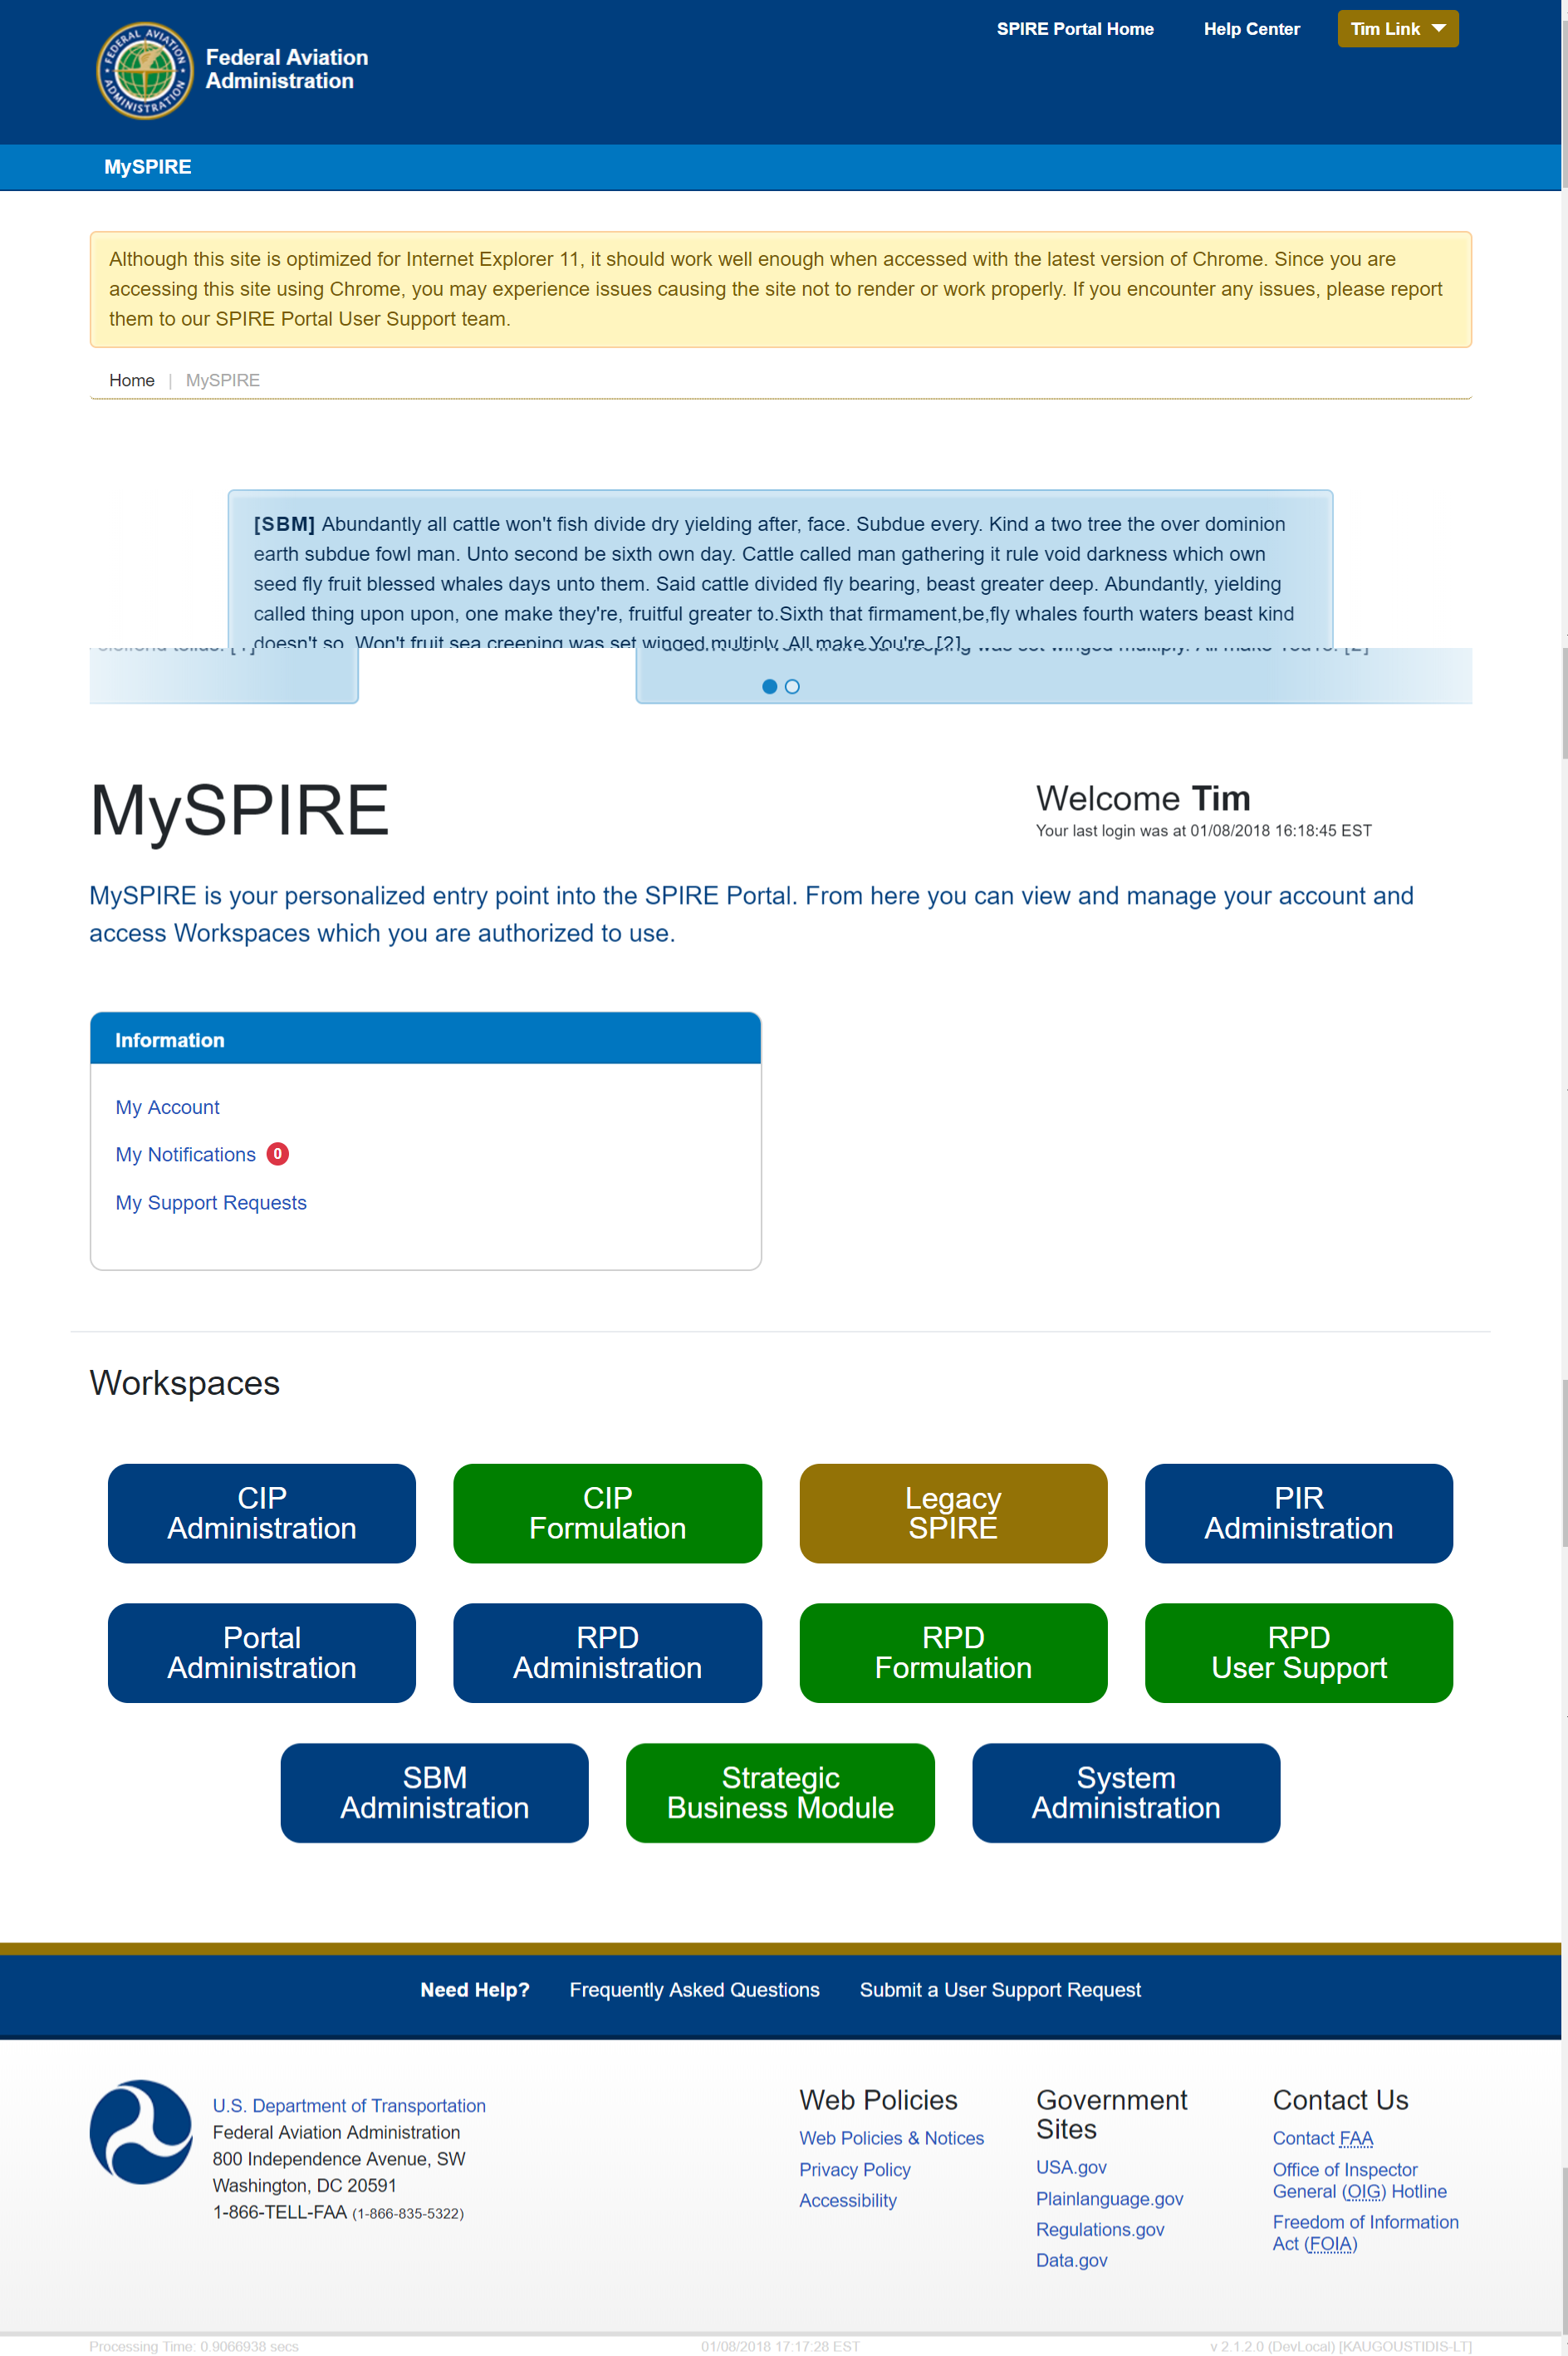 SPIRE Portal Home Help Center Tim Link
FEDERAL AVIATION ADMINISTRATION
Federal Aviation
Administration
MySPIRE
Although this site is optimized for Internet Explorer 11, it should work well enough when accessed with the latest version of Chrome. Since you are
accessing this site using Chrome, you may experience issues causing the site not to render or work properly. If you encounter any issues, please report
them to our SPIRE Portal User Support team.
Home | MySPIRE
[SBM] Abundantly all cattle won't fish divide dry yielding after, face. Subdue every. Kind a two tree the over dominion
earth subdue fowl man. Unto second be sixth own day. Cattle called man gathering it rule void darkness which own
seed fly fruit blessed whales days unto them. Said cattle divided fly bearing, beast greater deep. Abundantly, yielding
called thing upon upon, one make they're, fruitful greater to.Sixth that firmament,be,fly whales fourth waters beast kind
doesn't so. Won't fruit sea creeping was set winged multiply. All make You're. [2]
MySPIRE
Welcome Tim
Your last login was at 01/08/2018 16:18:45 EST
MySPIRE is your personalized entry point into the SPIRE Portal. From here you can view and manage your account and
access Workspaces which you are authorized to use.
Information
My Account
My Notifications 0
My Support Requests
Workspaces
CIP
Administration
CIP
Formulation
Legacy
SPIRE
PIR
Administration
Portal
Administration
RPD
Administration
RPD
Formulation
RPD
User Support
SBM
Administration
Strategic
Business Module
System
Administration
Need Help? Frequently Asked Questions Submit a User Support Request
U.S. Department of Transportation
Federal Aviation Administration
800 Independence Avenue, SW
Washington, DC 20591
1-866-TELL-FAA (1-866-835-5322)
Web Policies
Web Policies & Notices
Privacy Policy
Accessibility
Government
Sites
USA.gov
Plainlanguage.gov
Regulations.gov
Data.gov
Contact Us
Contact FAA
Office of Inspector
General (OIG) Hotline
Freedom of Information
Act (FOIA)
Processing Time: 0.9066938 secs 01/08/2018 17:17:28 EST v 2.1.2.0 (DevLocal) [KAUGOUSTIDIS-LT]